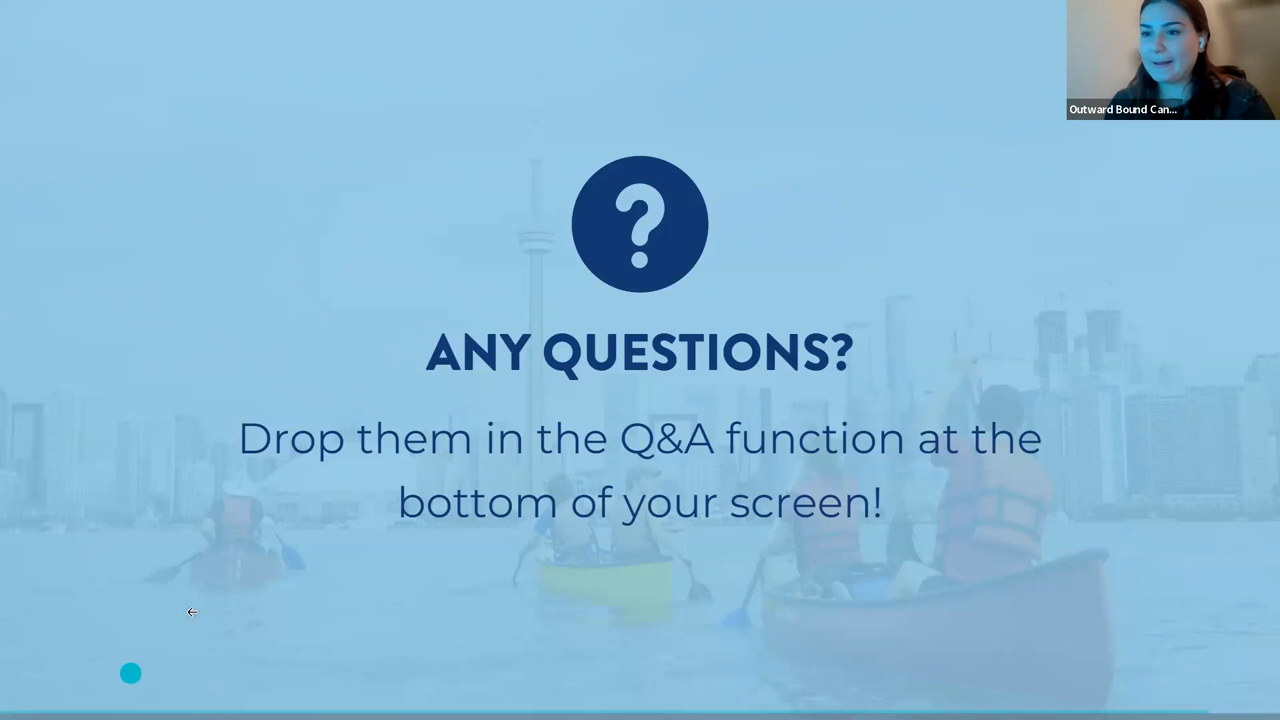 Outward Bound Can...
?
ANY QUESTIONS?
Drop them in the Q&A function at the
bottom of your screen!